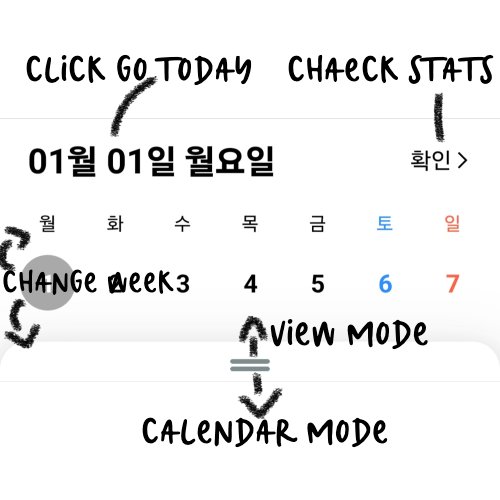 CLiCK GO TODAY
CHAeCK STATS
01월 01일 월요일
확인 >
월 화 수 목 금 토 일
CHANGe WeeK 3 4 5 6 7
ViEW MODe
CALeNDAR MODe